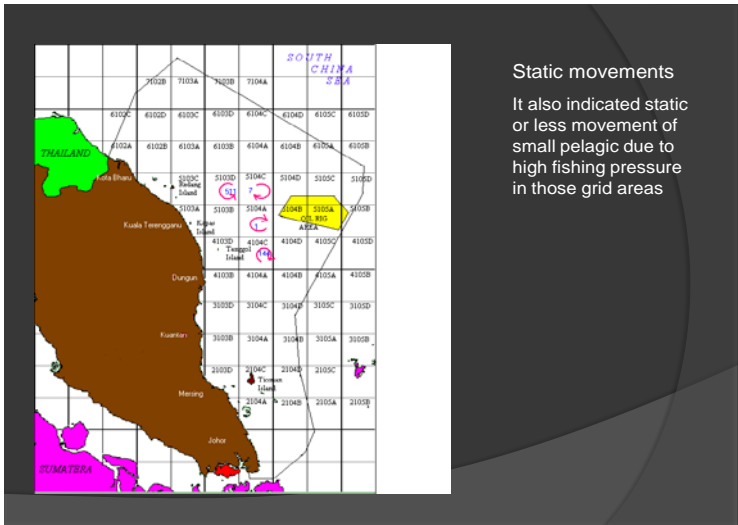 SOUTH
CHINA
SEA
7102B 7103A 7103B 7104A
6102C 6102D 6103C 6103D 6104C 6104D 6105C 6105D
THAILAND
6102A 6102B 6103A 6103B 6104A 6104B 6105A 6105B
Kota Bharu
5103C 5103D 5104C 5104D 5105C 5105D
Redang
Island
511 7
5103A 5103B 5104A 5104B 5105A 5105B
OIL RIG
AREA
Kuala Terengganu
Kapas
Island
1
4103D 4104C 4104D 4105C 4105D
Tenggol
Island
144
Dungun
4103B 4104A 4104B 4105A 4105B
3103D 3104C 3104D 3105C 3105D
Kuantan
3103B 3104A 3104B 3105A 3105B
2103D 2104C 2104D 2105C 2105D
Tioman
Island
Mersing
2104A 2104B 2105A 2105B
Johor
SUMATERA
Static movements
It also indicated static
or less movement of
small pelagic due to
high fishing pressure
in those grid areas